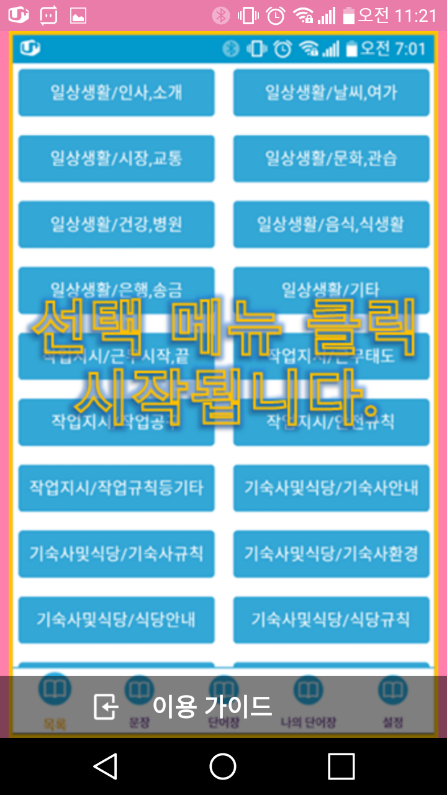 오전 11:21
오전 7:01
일상생활/인사,소개
일상생활/날씨,여가
일상생활/시장,교통
일상생활/문화,관습
일상생활/건강,병원
일상생활/음식,식생활
일상생활/은행,송금
일상생활/기타
선택 메뉴 클릭
작업지시/근무시작,끝
작업지시/근무태도
시작됩니다.
작업지시/작업공구
작업지시/안전규칙
작업지시/작업규칙등기타
기숙사및식당/기숙사안내
기숙사및식당/기숙사규칙
기숙사및식당/기숙사환경
기숙사및식당/식당안내
기숙사및식당/식당규칙
이용 가이드
목록
문장
단어장
나의 단어장
설정